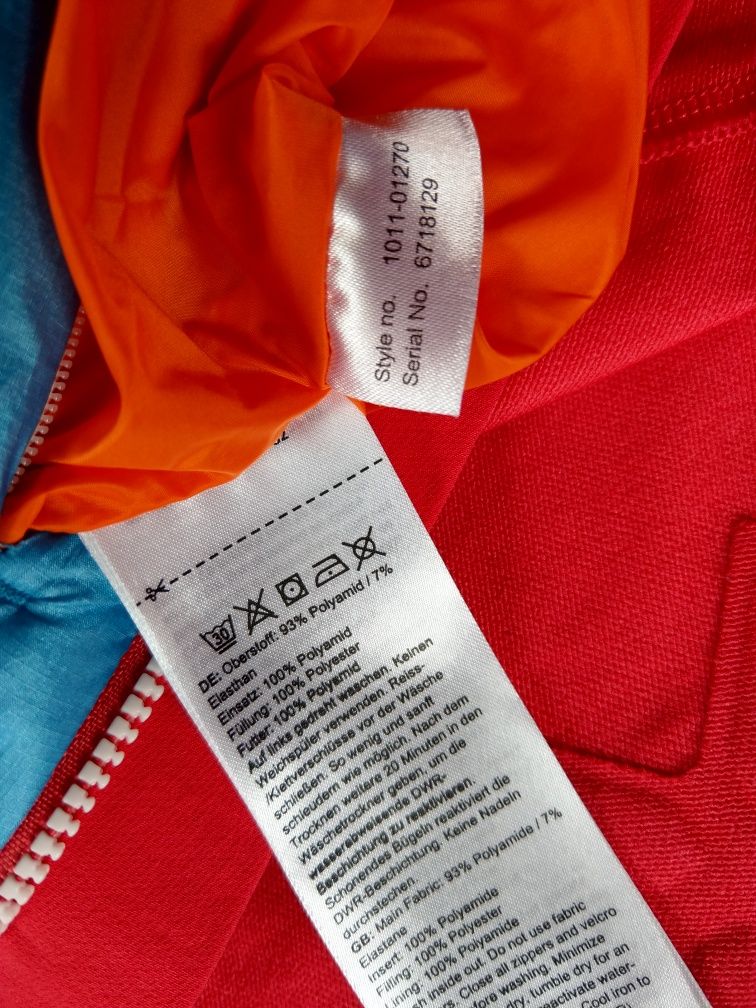 Style no. 1011-01270
Serial No. 6718129
30
DE: Oberstoff: 93% Polyamid / 7%
Elasthan
Einsatz: 100% Polyamid
Füllung: 100% Polyester
Futter: 100% Polyamid
Auf links gedreht waschen. Keinen
Weichspüler verwenden. Reiss-
/Klettverschlüsse vor der Wäsche
schließen. So wenig und sanft
schleudern wie möglich. Nach dem
Trocknen weitere 20 Minuten in den
Wäschetrockner geben, um die
wasserabweisende DWR-
Beschichtung zu reaktivieren.
Schonendes Bügeln reaktiviert die
DWR-Beschichtung. Keine Nadeln
durchstechen.
GB: Main Fabric: 93% Polyamide / 7%
Elastane
Insert: 100% Polyamide
Filling: 100% Polyester
100% Polyamide
inside out. Do not use fabric
Close all zippers and velcro
before washing. Minimize
tumble dry for an
reactivate water-
iron to